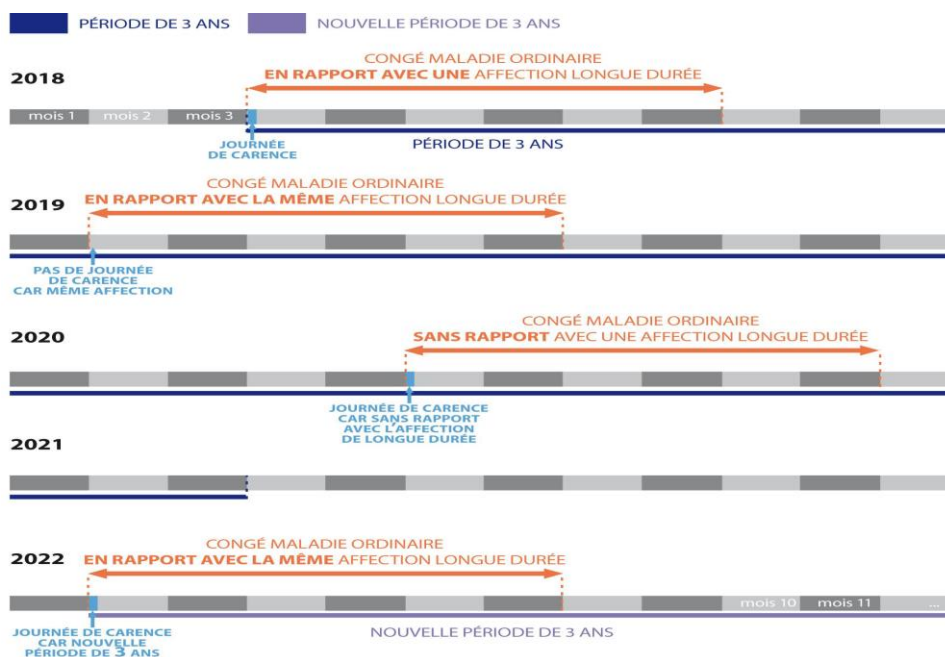 PÉRIODE DE 3 ANS
NOUVELLE PÉRIODE DE 3 ANS
2018
CONGÉ MALADIE ORDINAIRE
EN RAPPORT AVEC UNE AFFECTION LONGUE DURÉE
mois 1
mois 2
mois 3
JOURNÉE
DE CARENCE
PÉRIODE DE 3 ANS
2019
CONGÉ MALADIE ORDINAIRE
EN RAPPORT AVEC LA MÊME AFFECTION LONGUE DURÉE
PAS DE JOURNÉE
DE CARENCE
CAR MÊME AFFECTION
2020
CONGÉ MALADIE ORDINAIRE
SANS RAPPORT AVEC UNE AFFECTION LONGUE DURÉE
JOURNÉE DE CARENCE
CAR SANS RAPPORT
AVEC L'AFFECTION
DE LONGUE DURÉE
2021
2022
CONGÉ MALADIE ORDINAIRE
EN RAPPORT AVEC LA MÊME AFFECTION LONGUE DURÉE
mois 10
mois 11
...
JOURNÉE DE CARENCE
CAR NOUVELLE
PÉRIODE DE 3 ANS
NOUVELLE PÉRIODE DE 3 ANS